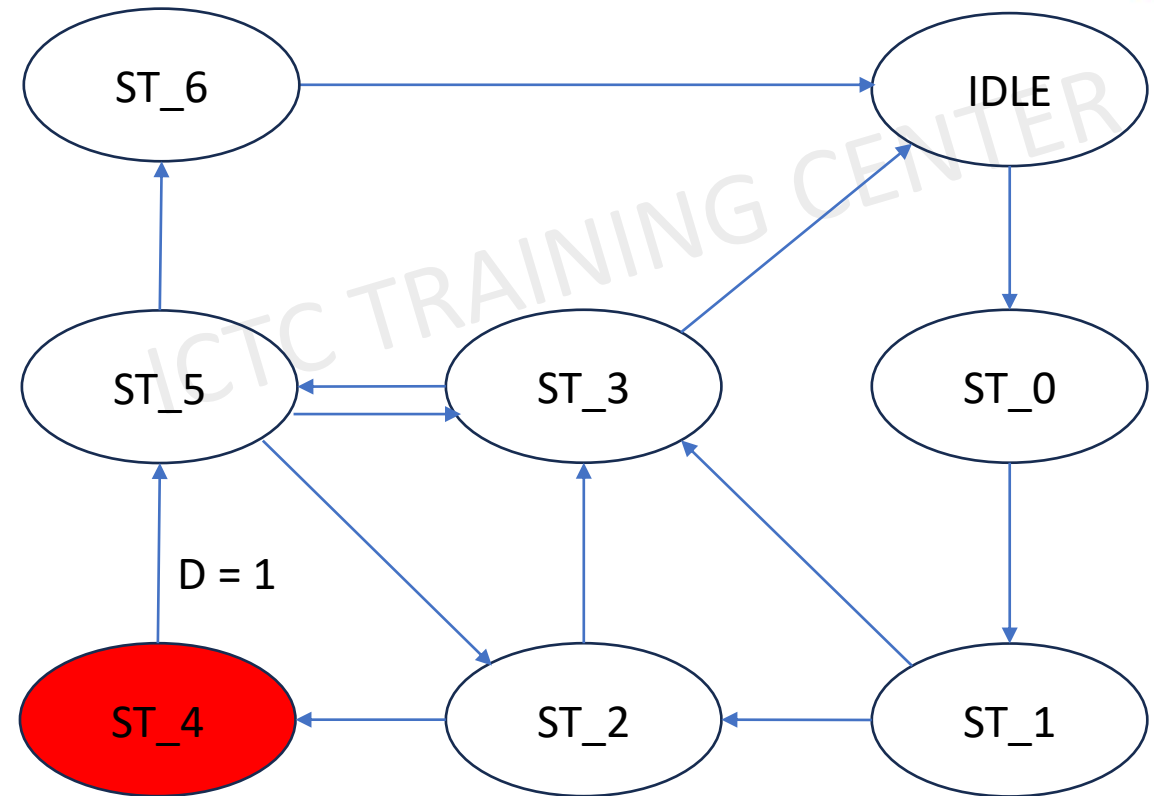 ST_6
IDLE
ICTC TRAINING CENTER
ST_5
ST_3
ST_0
D = 1
ST_4
ST_2
ST_1